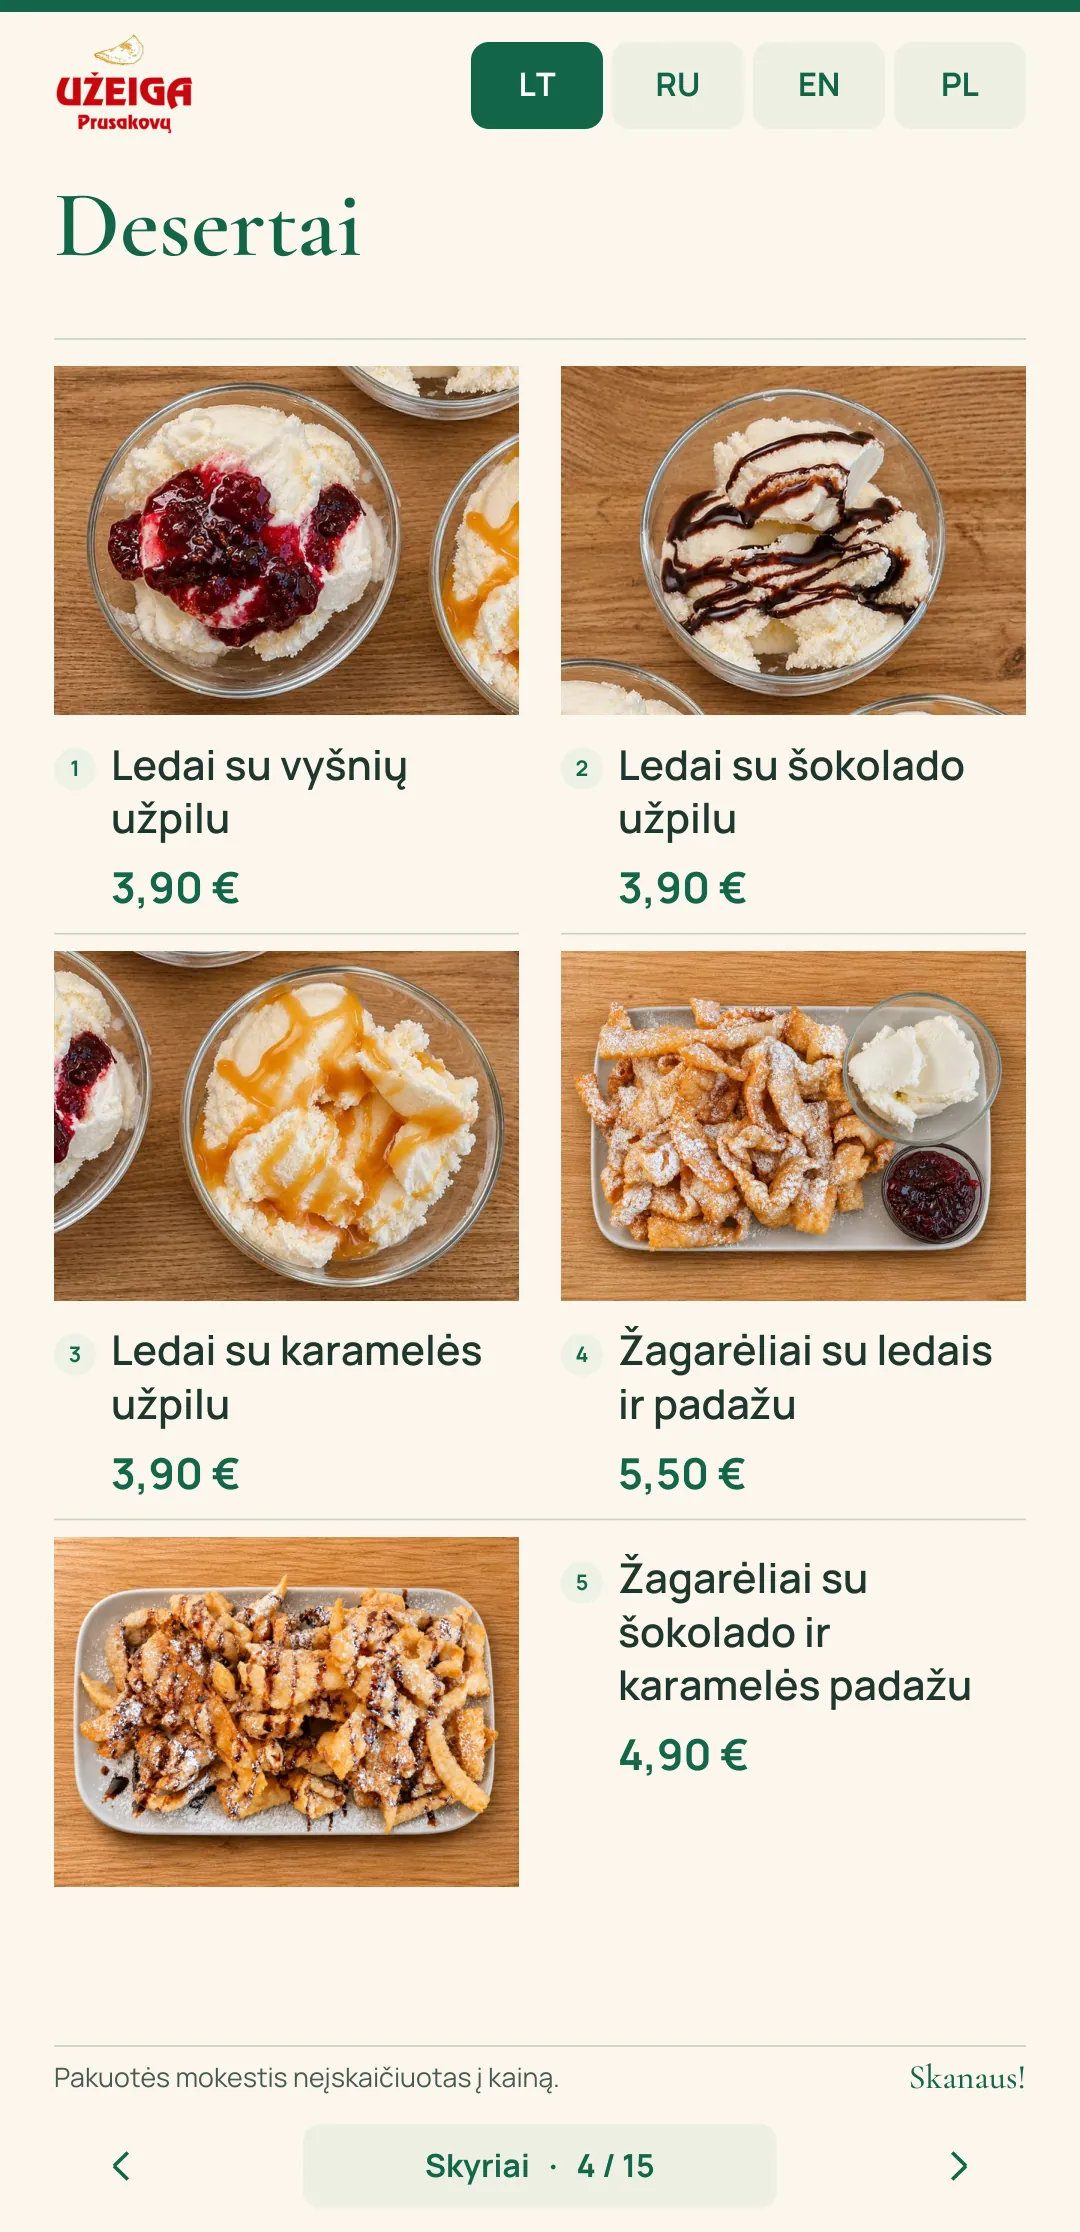 UŽEIGA
Prusakovų
LT
RU
EN
PL
Desertai
1
Ledai su vyšnių
užpilu
3,90 €
2
Ledai su šokolado
užpilu
3,90 €
3
Ledai su karamelės
užpilu
3,90 €
4
Žagarėliai su ledais
ir padažu
5,50 €
5
Žagarėliai su
šokolado ir
karamelės padažu
4,90 €
Pakuotės mokestis neįskaičiuotas į kainą.
Skanaus!
Skyriai · 4 / 15